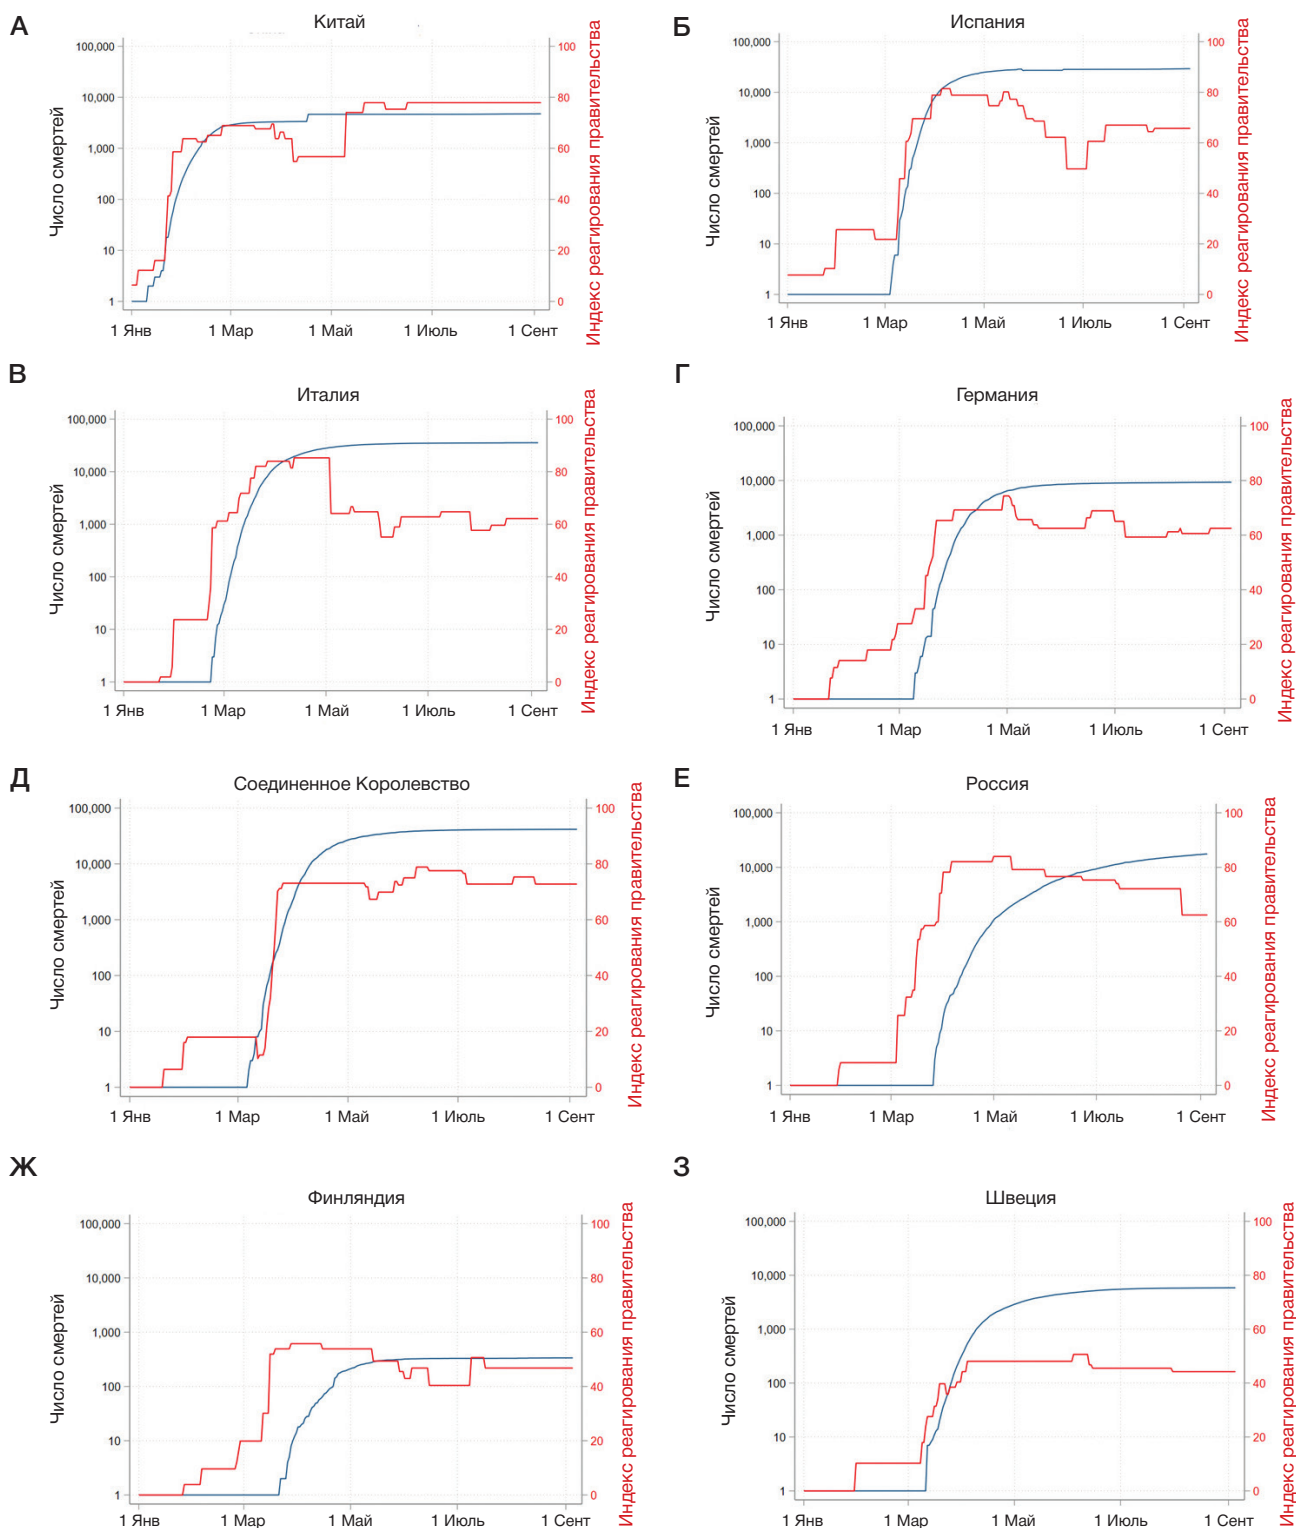 А
Китай
Число смертей
100,000
10,000
1,000
100
10
1
100
80
60
40
20
0
Индекс реагирования правительства
1 Янв
1 Мар
1 Май
1 Июль
1 Сент
Б
Испания
Число смертей
100,000
10,000
1,000
100
10
1
100
80
60
40
20
0
Индекс реагирования правительства
1 Янв
1 Мар
1 Май
1 Июль
1 Сент
В
Италия
Число смертей
100,000
10,000
1,000
100
10
1
100
80
60
40
20
0
Индекс реагирования правительства
1 Янв
1 Мар
1 Май
1 Июль
1 Сент
Г
Германия
Число смертей
100,000
10,000
1,000
100
10
1
100
80
60
40
20
0
Индекс реагирования правительства
1 Янв
1 Мар
1 Май
1 Июль
1 Сент
Д
Соединенное Королевство
Число смертей
100,000
10,000
1,000
100
10
1
100
80
60
40
20
0
Индекс реагирования правительства
1 Янв
1 Мар
1 Май
1 Июль
1 Сент
Е
Россия
Число смертей
100,000
10,000
1,000
100
10
1
100
80
60
40
20
0
Индекс реагирования правительства
1 Янв
1 Мар
1 Май
1 Июль
1 Сент
Ж
Финляндия
Число смертей
100,000
10,000
1,000
100
10
1
100
80
60
40
20
0
Индекс реагирования правительства
1 Янв
1 Мар
1 Май
1 Июль
1 Сент
З
Швеция
Число смертей
100,000
10,000
1,000
100
10
1
100
80
60
40
20
0
Индекс реагирования правительства
1 Янв
1 Мар
1 Май
1 Июль
1 Сент